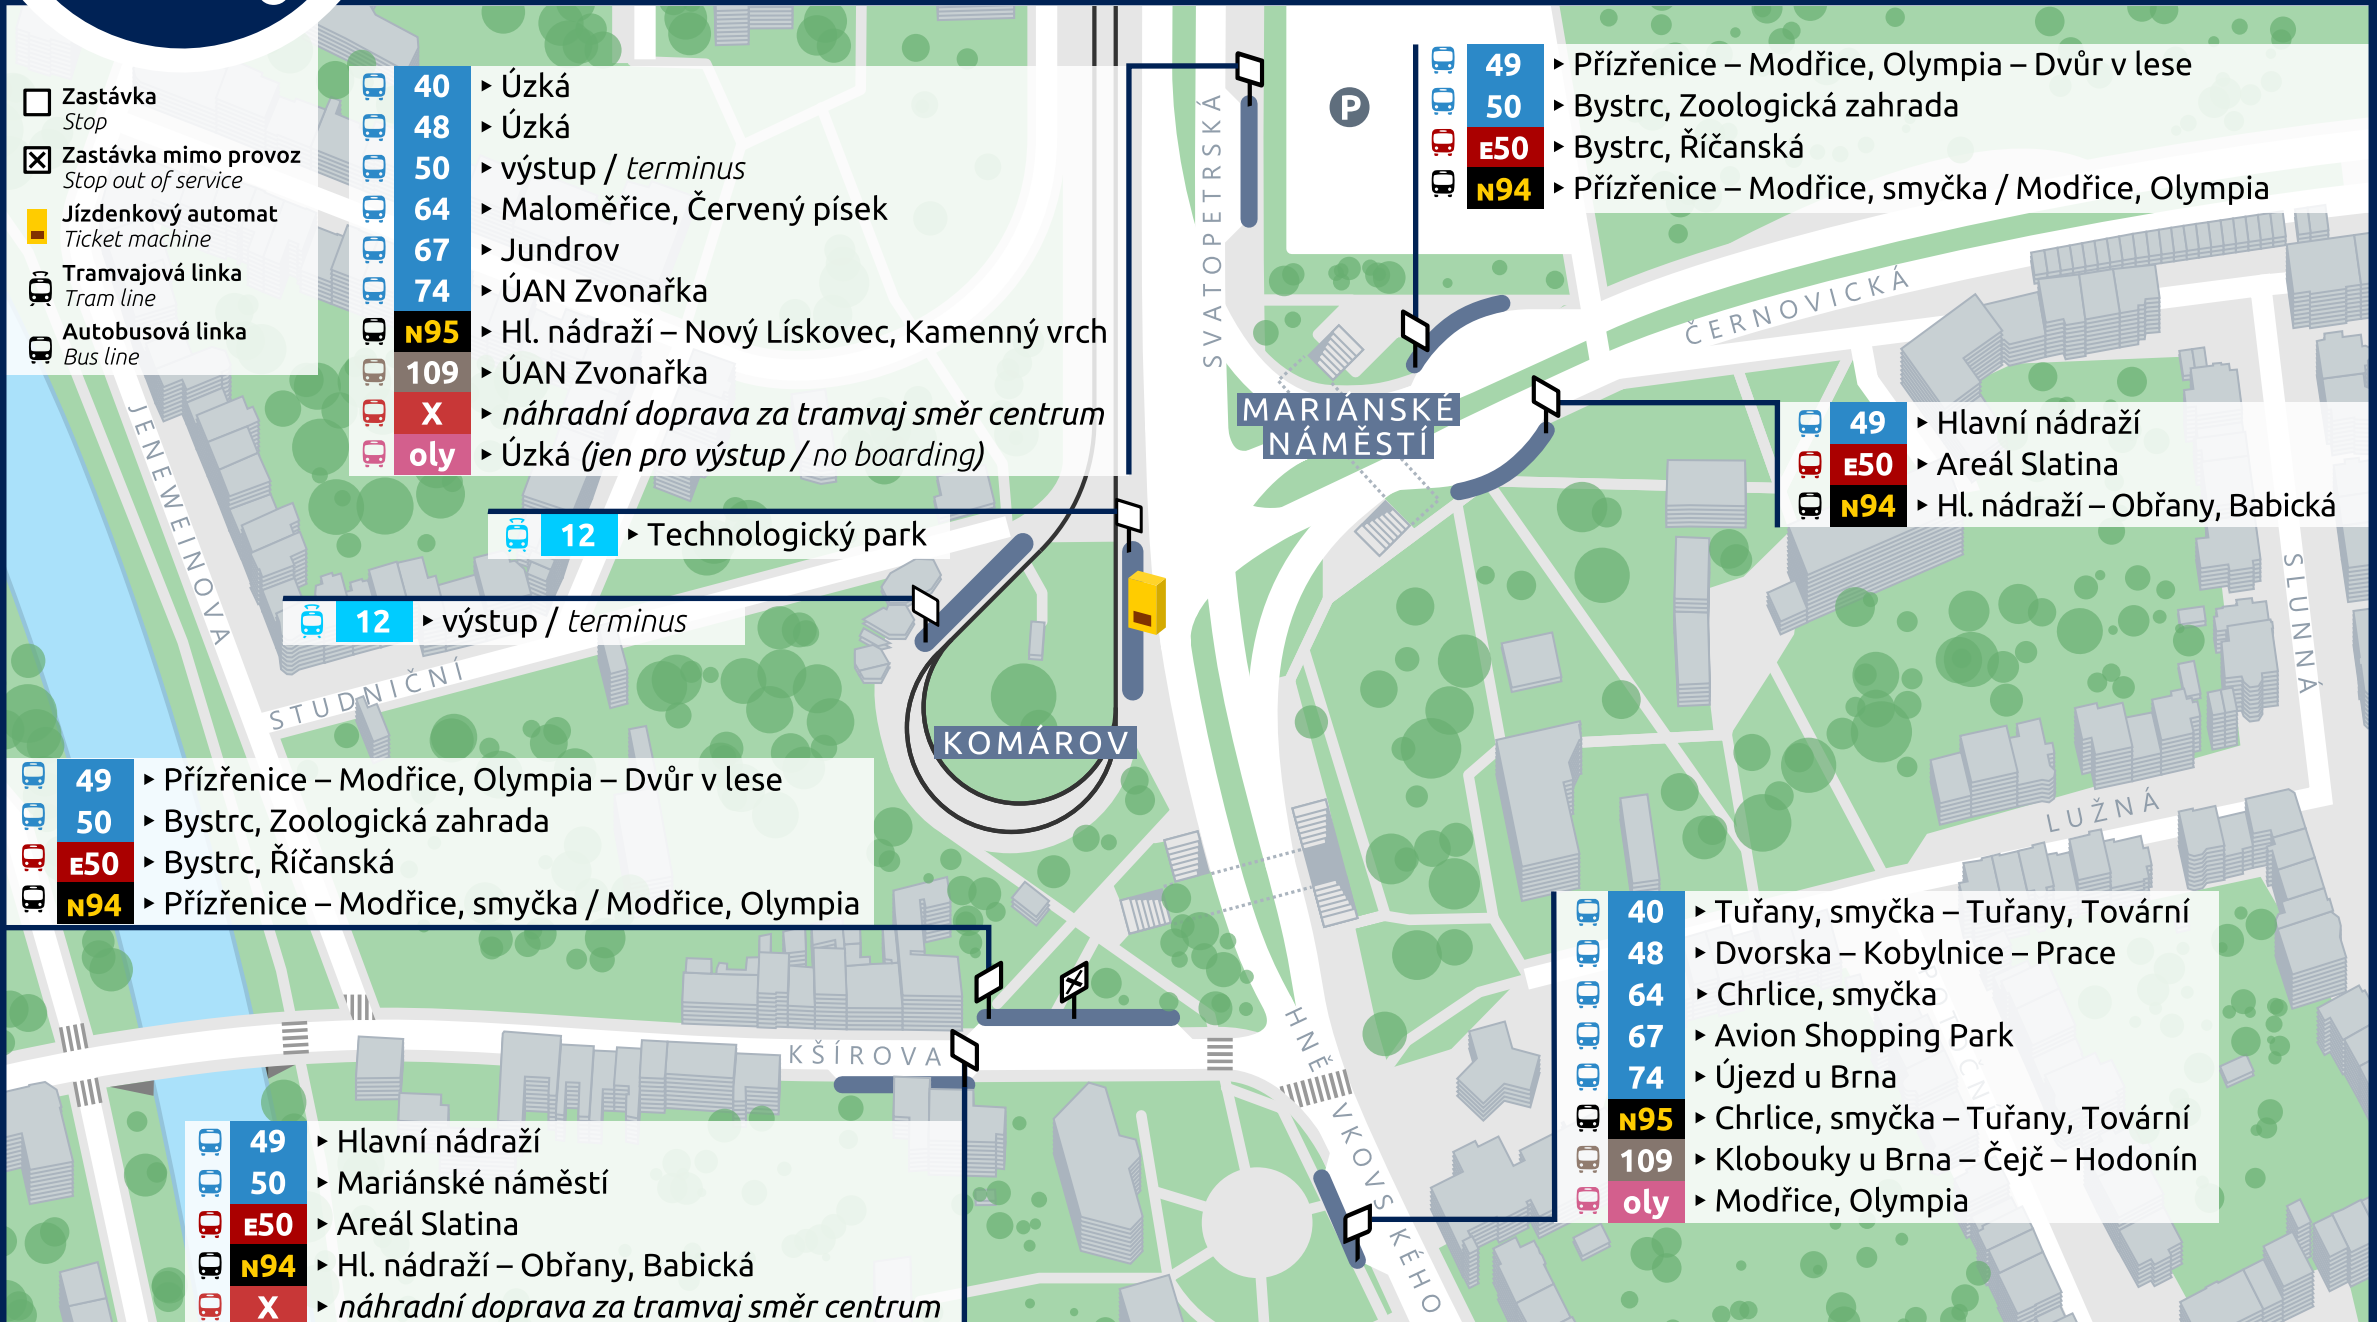 Zastávka
Stop
Zastávka mimo provoz
Stop out of service
Jízdenkový automat
Ticket machine
Tramvajová linka
Tram line
Autobusová linka
Bus line
40 ▸ Úzká
48 ▸ Úzká
50 ▸ výstup / terminus
64 ▸ Maloměřice, Červený písek
67 ▸ Jundrov
74 ▸ ÚAN Zvonařka
N95 ▸ Hl. nádraží – Nový Lískovec, Kamenný vrch
109 ▸ ÚAN Zvonařka
X ▸ náhradní doprava za tramvaj směr centrum
oly ▸ Úzká (jen pro výstup / no boarding)
P
49 ▸ Přízřenice – Modřice, Olympia – Dvůr v lese
50 ▸ Bystrc, Zoologická zahrada
E50 ▸ Bystrc, Říčanská
N94 ▸ Přízřenice – Modřice, smyčka / Modřice, Olympia
SVATOPETRSKÁ
ČERNOVICKÁ
MARIÁNSKÉ
NÁMĚSTÍ
49 ▸ Hlavní nádraží
E50 ▸ Areál Slatina
N94 ▸ Hl. nádraží – Obřany, Babická
JENEWEINOVA
12 ▸ Technologický park
12 ▸ výstup / terminus
STUDNIČNÍ
SLUNNÁ
KOMÁROV
LUŽNÁ
49 ▸ Přízřenice – Modřice, Olympia – Dvůr v lese
50 ▸ Bystrc, Zoologická zahrada
E50 ▸ Bystrc, Říčanská
N94 ▸ Přízřenice – Modřice, smyčka / Modřice, Olympia
40 ▸ Tuřany, smyčka – Tuřany, Tovární
48 ▸ Dvorska – Kobylnice – Prace
64 ▸ Chrlice, smyčka
67 ▸ Avion Shopping Park
74 ▸ Újezd u Brna
N95 ▸ Chrlice, smyčka – Tuřany, Tovární
109 ▸ Klobouky u Brna – Čejč – Hodonín
oly ▸ Modřice, Olympia
KŠÍROVA
HNĚVKOVSKÉHO
49 ▸ Hlavní nádraží
50 ▸ Mariánské náměstí
E50 ▸ Areál Slatina
N94 ▸ Hl. nádraží – Obřany, Babická
X ▸ náhradní doprava za tramvaj směr centrum